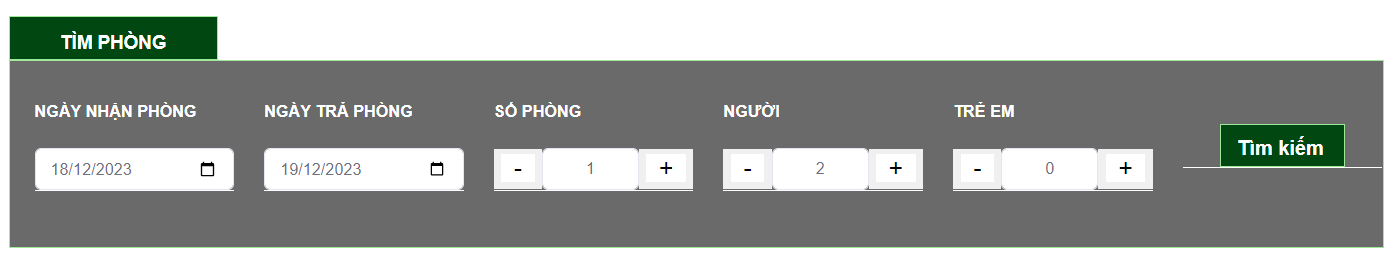 TÌM PHÒNG
NGÀY NHẬN PHÒNG NGÀY TRẢ PHÒNG SỐ PHÒNG NGƯỜI TRẺ EM
18/12/2023 19/12/2023 - 1 + - 2 + - 0 + Tìm kiếm